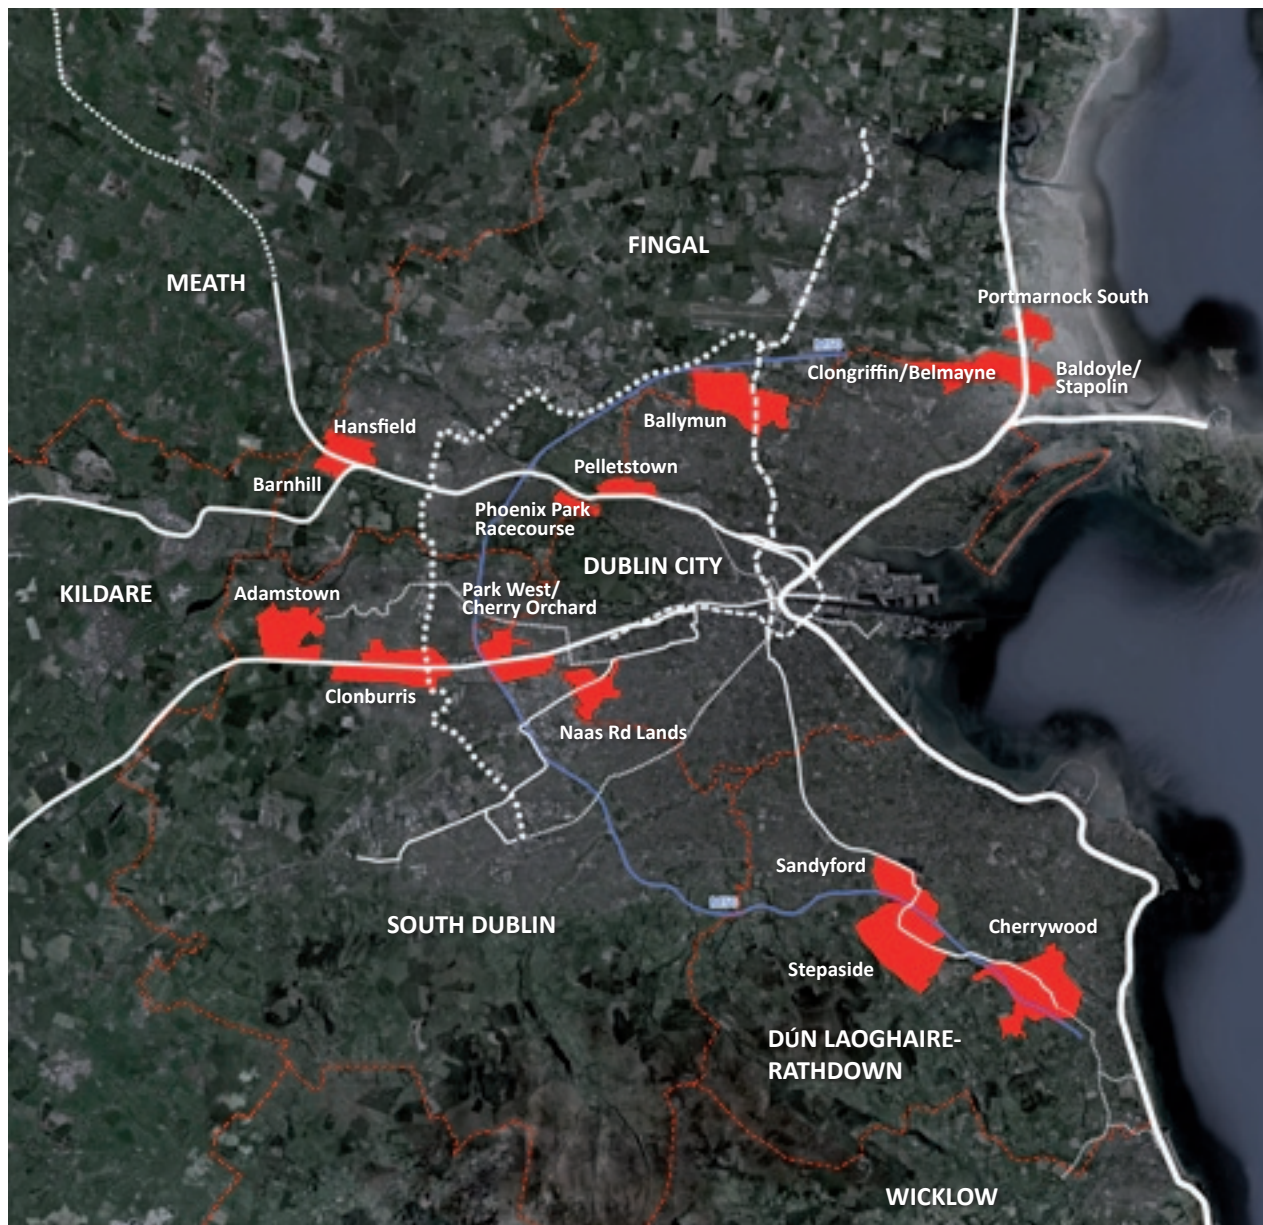 FINGAL
MEATH
Portmarnock South
Clongriffin/Belmayne
Baldoyle/
Stapolin
Ballymun
Hansfield
Pelletstown
Barnhill
Phoenix Park
Racecourse
DUBLIN CITY
KILDARE
Adamstown
Park West/
Cherry Orchard
Clonburris
Naas Rd Lands
Sandyford
SOUTH DUBLIN
Cherrywood
Stepaside
DÚN LAOGHAIRE-
RATHDOWN
WICKLOW